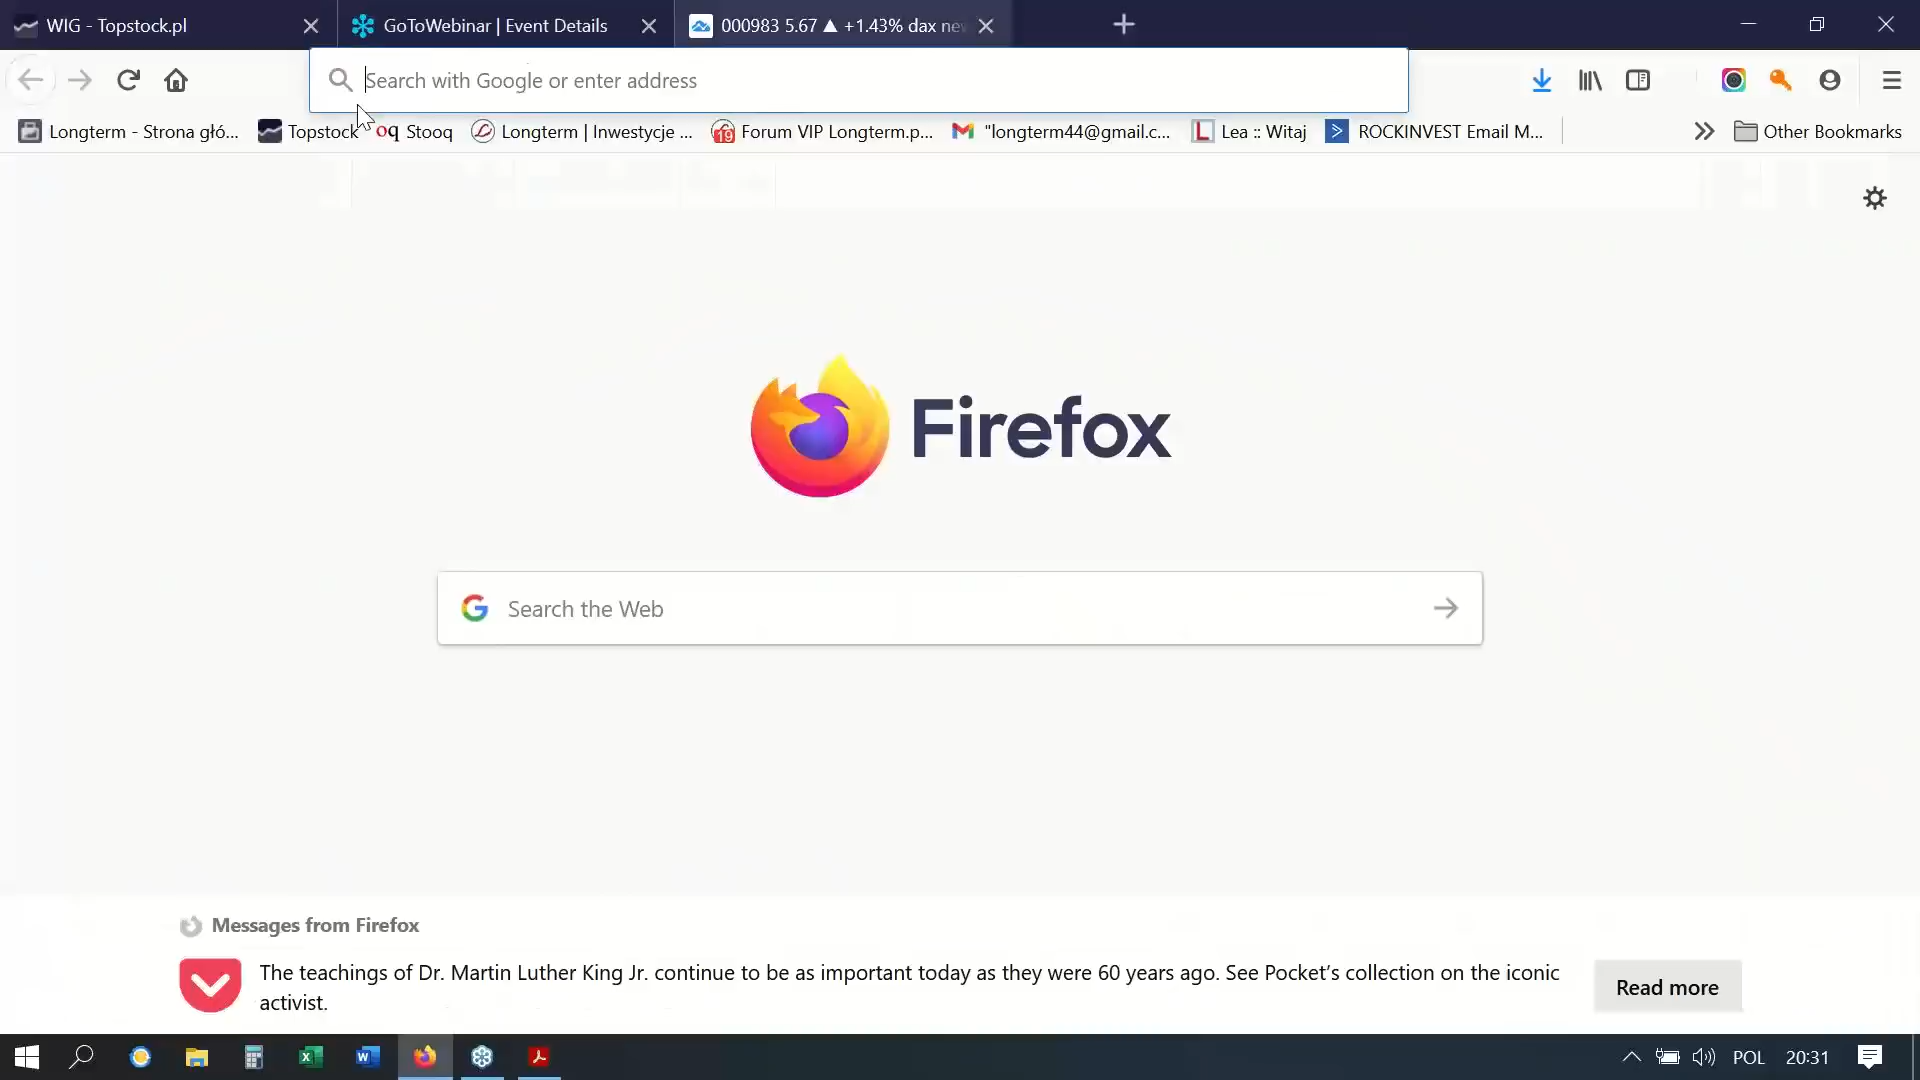 WIG - Topstock.pl
GoToWebinar | Event Details
000983 5.67 ▲ +1.43% dax ne
Search with Google or enter address
Longterm - Strona głó...
Topstock
oq Stooq
Longterm | Inwestycje ...
19
Forum VIP Longterm.p...
"longterm44@gmail.c...
L Lea :: Witaj
ROCKINVEST Email M...
Other Bookmarks
Firefox
Search the Web
Messages from Firefox
The teachings of Dr. Martin Luther King Jr. continue to be as important today as they were 60 years ago. See Pocket's collection on the iconic
activist.
Read more
POL
20:31